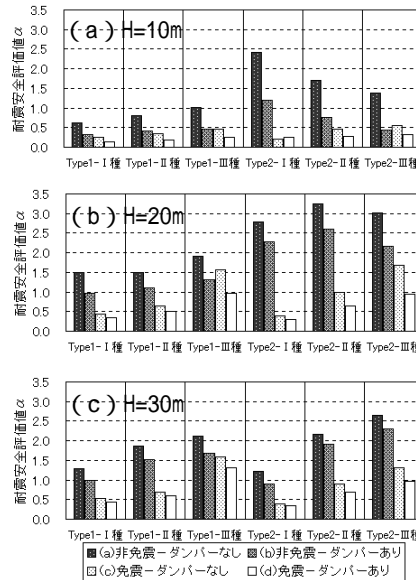 (a)H=10m
耐震安全評価値α
3.5
3.0
2.5
2.0
1.5
1.0
0.5
0.0
Type1-Ⅰ種 Type1-Ⅱ種 Type1-Ⅲ種 Type2-Ⅰ種 Type2-Ⅱ種 Type2-Ⅲ種
(b)H=20m
耐震安全評価値α
3.5
3.0
2.5
2.0
1.5
1.0
0.5
0.0
Type1-Ⅰ種 Type1-Ⅱ種 Type1-Ⅲ種 Type2-Ⅰ種 Type2-Ⅱ種 Type2-Ⅲ種
(c)H=30m
耐震安全評価値α
3.5
3.0
2.5
2.0
1.5
1.0
0.5
0.0
Type1-Ⅰ種 Type1-Ⅱ種 Type1-Ⅲ種 Type2-Ⅰ種 Type2-Ⅱ種 Type2-Ⅲ種
(a)非免震-ダンパーなし (b)非免震-ダンパーあり
(c)免震-ダンパーなし (d)免震-ダンパーあり